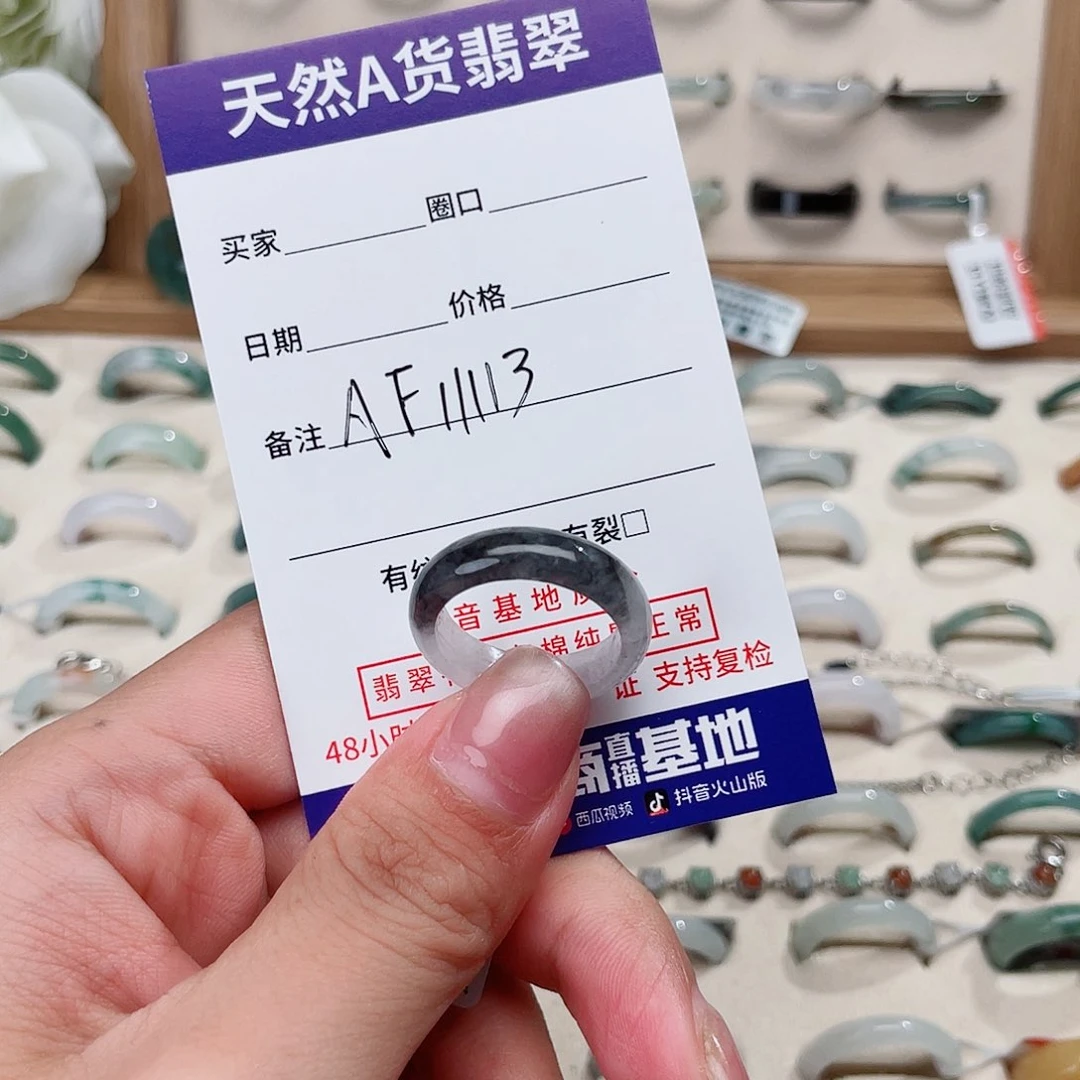 天然A货翡翠
买家 圈口
日期 价格
备注 AF11113
有 有裂□
音基地
翡翠 棉纹 正常
48小时 证 支持复检
直播基地
西瓜视频 抖音火山版